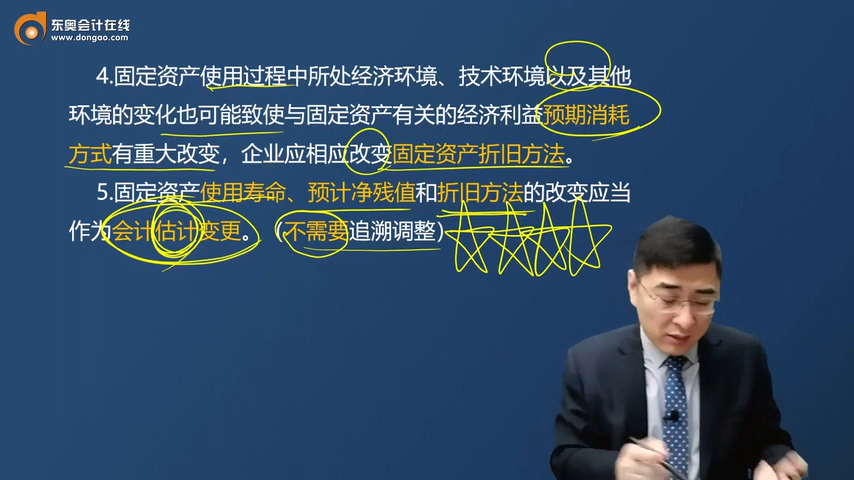 东奥会计在线
www.dongao.com
4.固定资产使用过程中所处经济环境、技术环境以及其他
环境的变化也可能致使与固定资产有关的经济利益预期消耗
方式有重大改变，企业应相应改变固定资产折旧方法。
5.固定资产使用寿命、预计净残值和折旧方法的改变应当
作为会计估计变更。（不需要追溯调整）